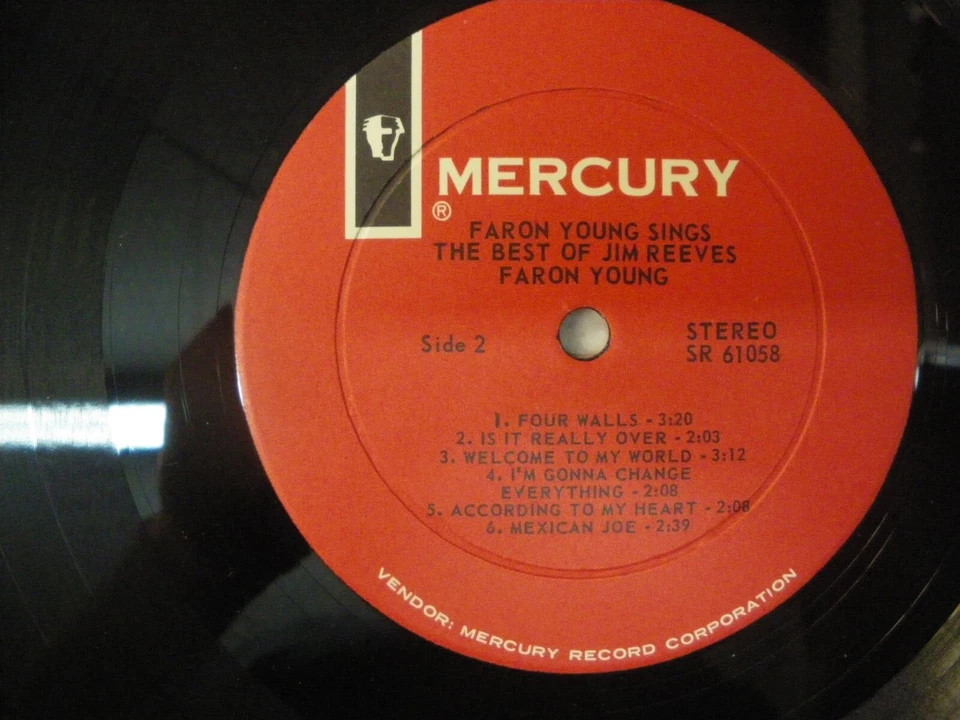 MERCURY
®
FARON YOUNG SINGS
THE BEST OF JIM REEVES
FARON YOUNG
Side 2
STEREO
SR 61058
1. FOUR WALLS - 3:20
2. IS IT REALLY OVER - 2:03
3. WELCOME TO MY WORLD - 3:12
4. I'M GONNA CHANGE
EVERYTHING - 2:08
5. ACCORDING TO MY HEART - 2:08
6. MEXICAN JOE - 2:39
VENDOR: MERCURY RECORD CORPORATION